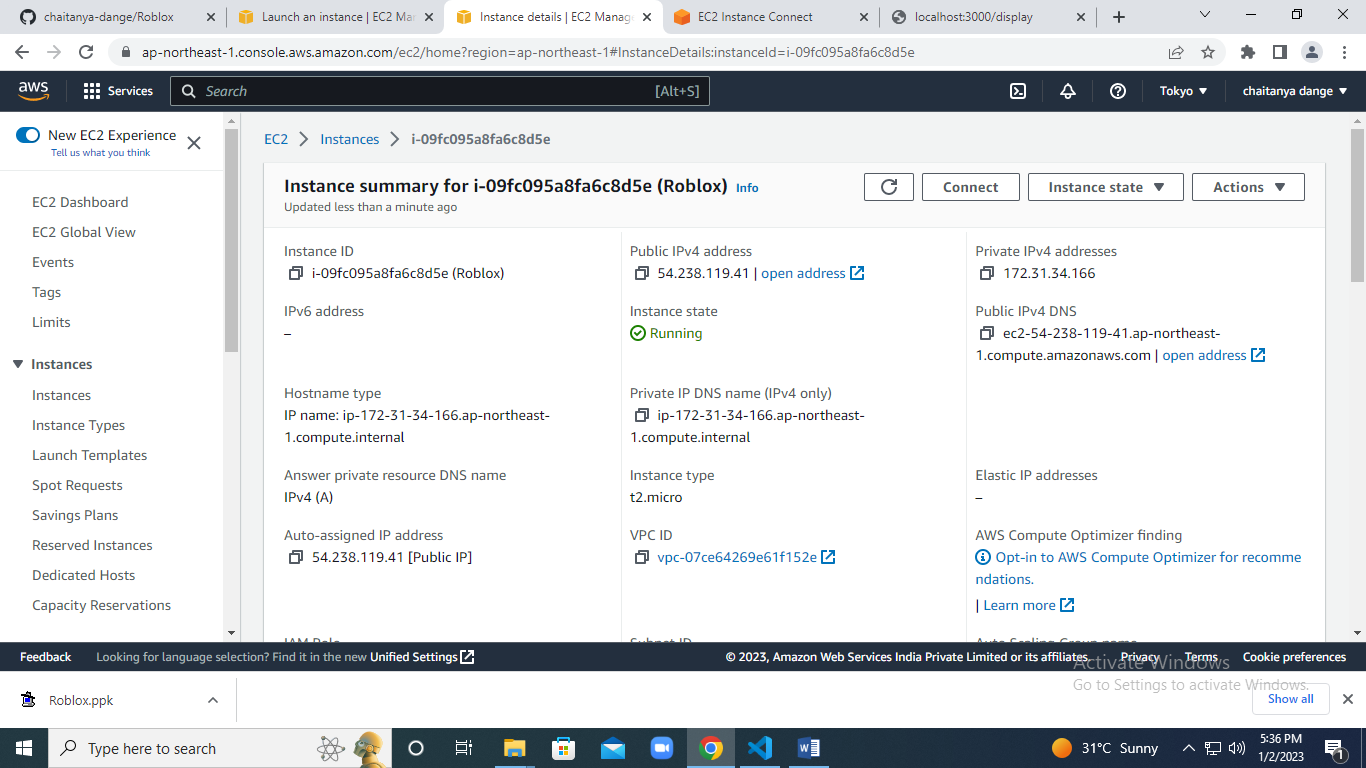 chaitanya-dange/Roblox
Launch an instance | EC2 Man
Instance details | EC2 Manag
EC2 Instance Connect
localhost:3000/display
ap-northeast-1.console.aws.amazon.com/ec2/home?region=ap-northeast-1#InstanceDetails:instanceId=i-09fc095a8fa6c8d5e
aws
Services
Search
[Alt+S]
Tokyo
chaitanya dange
New EC2 Experience
Tell us what you think
EC2 Dashboard
EC2 Global View
Events
Tags
Limits
Instances
Instances
Instance Types
Launch Templates
Spot Requests
Savings Plans
Reserved Instances
Dedicated Hosts
Capacity Reservations
EC2
Instances
i-09fc095a8fa6c8d5e
Instance summary for i-09fc095a8fa6c8d5e (Roblox) Info
Updated less than a minute ago
Connect
Instance state
Actions
Instance ID
i-09fc095a8fa6c8d5e (Roblox)
Public IPv4 address
54.238.119.41 | open address
Private IPv4 addresses
172.31.34.166
IPv6 address
–
Instance state
Running
Public IPv4 DNS
ec2-54-238-119-41.ap-northeast-
1.compute.amazonaws.com | open address
Hostname type
IP name: ip-172-31-34-166.ap-northeast-
1.compute.internal
Private IP DNS name (IPv4 only)
ip-172-31-34-166.ap-northeast-
1.compute.internal
Answer private resource DNS name
IPv4 (A)
Instance type
t2.micro
Elastic IP addresses
–
Auto-assigned IP address
54.238.119.41 [Public IP]
VPC ID
vpc-07ce64269e61f152e
AWS Compute Optimizer finding
Opt-in to AWS Compute Optimizer for recomme
ndations.
| Learn more
IAM Role
Subnet ID
Auto Scaling Group name
Feedback
Looking for language selection? Find it in the new Unified Settings
© 2023, Amazon Web Services India Private Limited or its affiliates.
Privacy
Terms
Cookie preferences
Activate Windows
Go to Settings to activate Windows.
Roblox.ppk
Show all
Type here to search
31°C Sunny
5:36 PM
1/2/2023
1